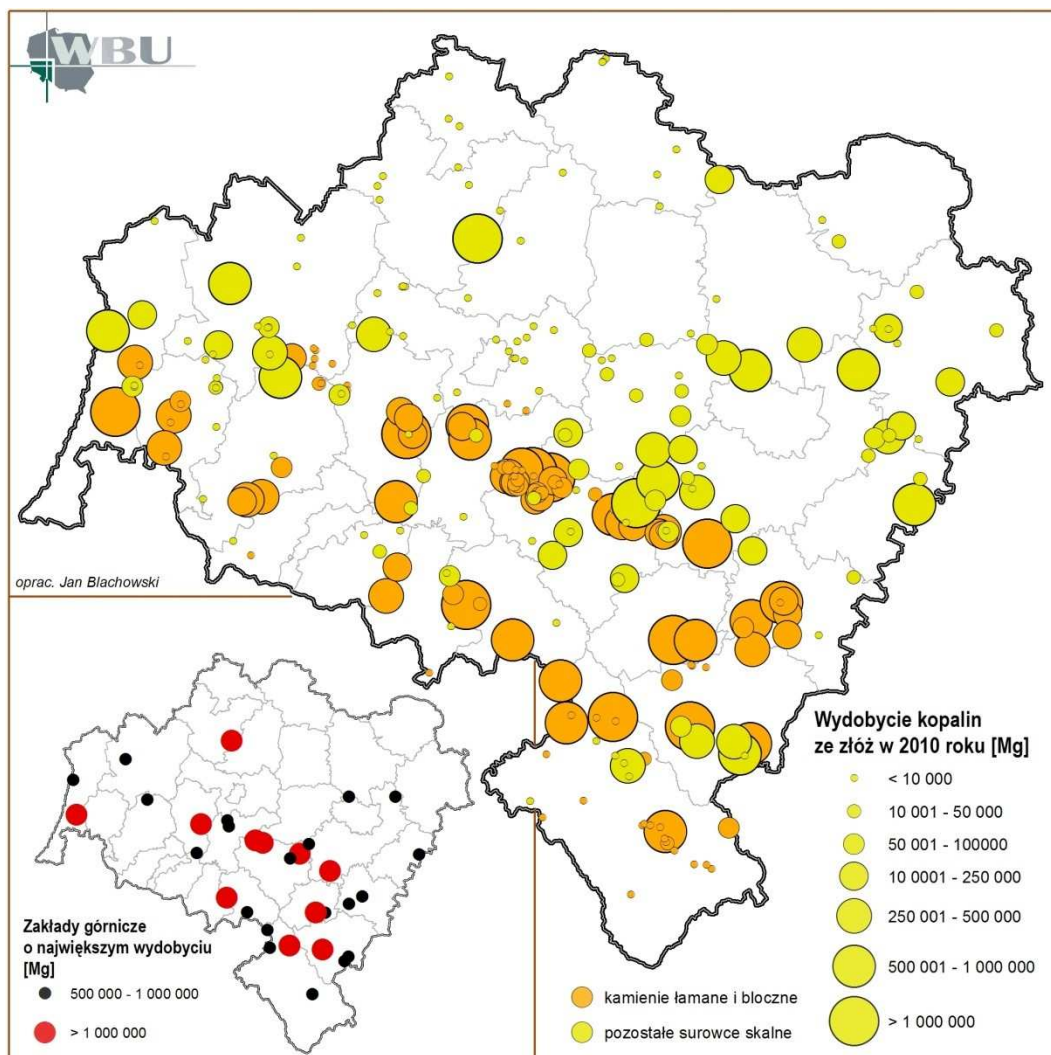 WBU
oprac. Jan Blachowski
Zakłady górnicze
o największym wydobyciu
[Mg]
500 000 - 1 000 000
> 1 000 000
kamienie łamane i bloczne
pozostałe surowce skalne
Wydobycie kopalin
ze złóż w 2010 roku [Mg]
< 10 000
10 001 - 50 000
50 001 - 100000
10 0001 - 250 000
250 001 - 500 000
500 001 - 1 000 000
> 1 000 000